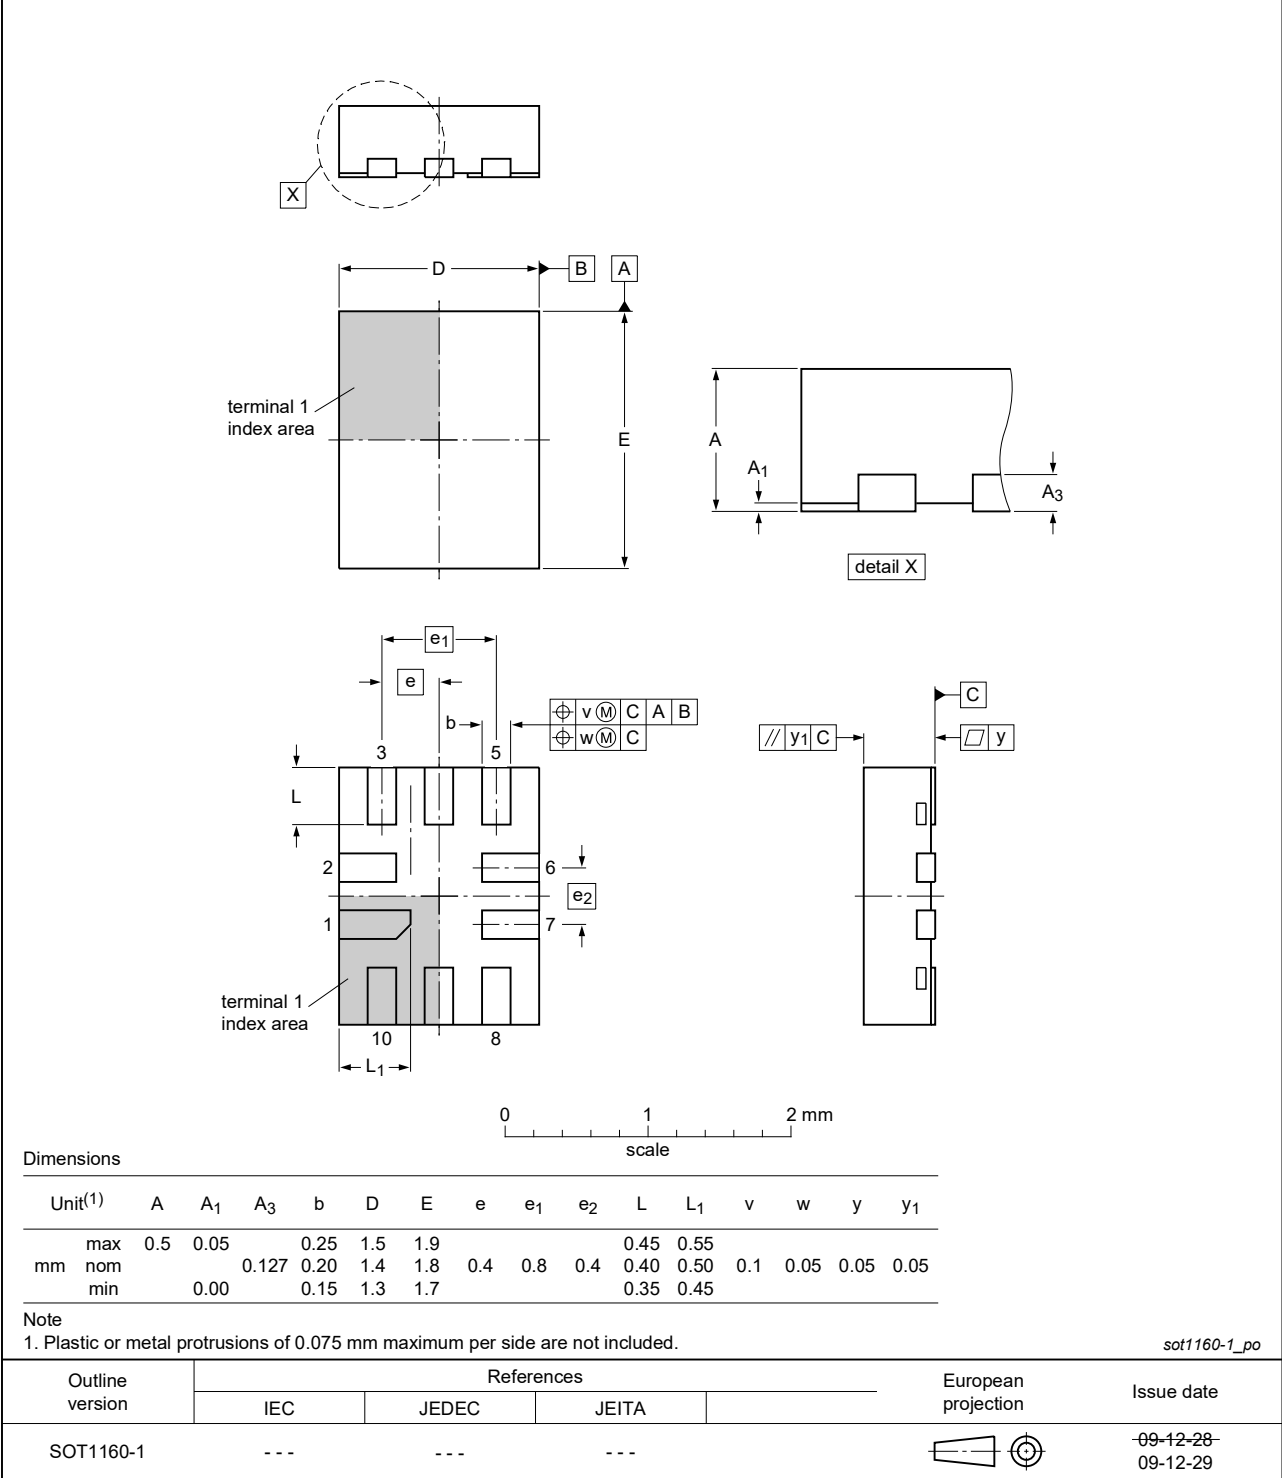 X
D
B
A
terminal 1
index area
E
A
A1
A3
detail X
e1
e
b
v M C A B
w M C
3
5
L
2
6
e2
1
7
terminal 1
index area
10
8
L1
C
y1 C
y
0 1 2 mm
scale
Dimensions
Unit(1) A A1 A3 b D E e e1 e2 L L1 v w y y1
max 0.5 0.05 0.25 1.5 1.9 0.45 0.55
mm nom 0.127 0.20 1.4 1.8 0.4 0.8 0.4 0.40 0.50 0.1 0.05 0.05 0.05
min 0.00 0.15 1.3 1.7 0.35 0.45
Note
1. Plastic or metal protrusions of 0.075 mm maximum per side are not included.
sot1160-1_po
Outline
version
References
IEC JEDEC JEITA
European
projection
Issue date
SOT1160-1 - - - - - - - - -
09-12-28
09-12-29